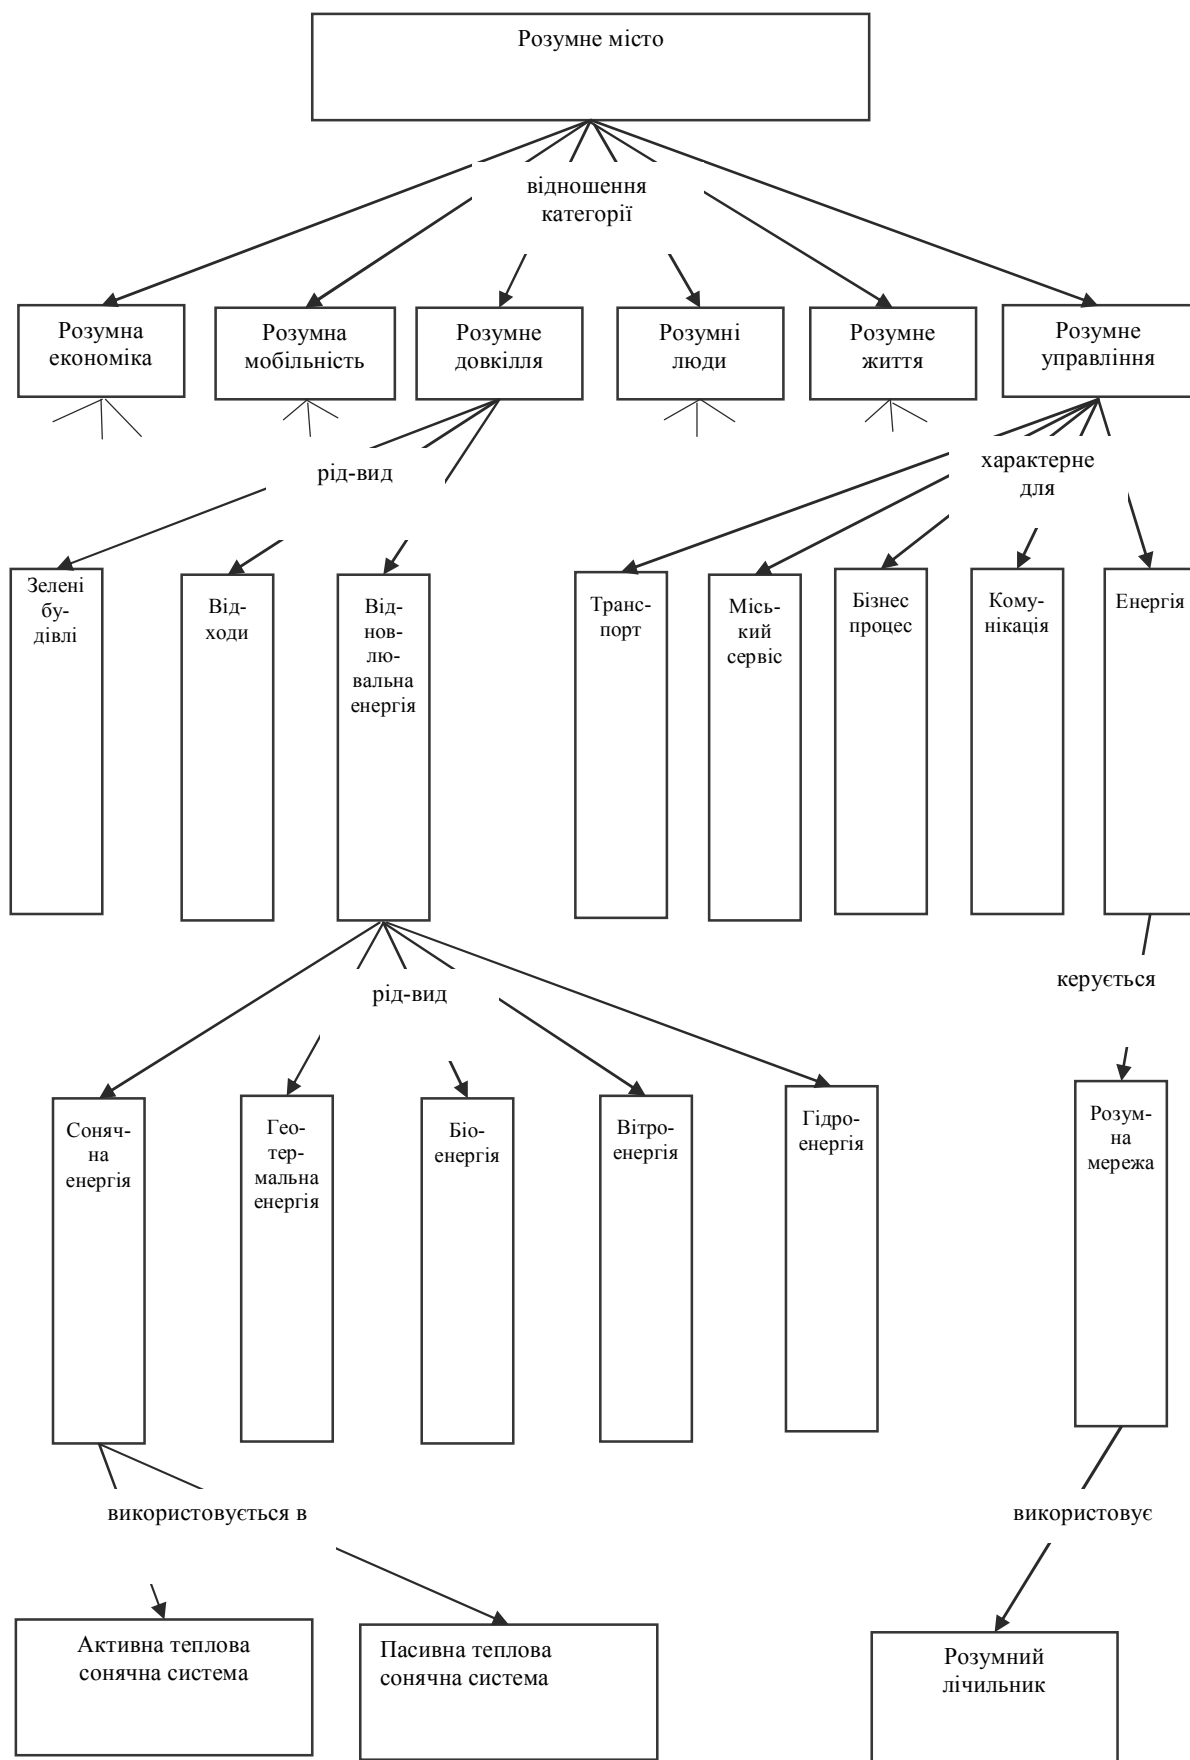 Розумне місто
відношення
категорії
Розумна
економіка
Розумна
мобільність
Розумне
довкілля
Розумні
люди
Розумне
життя
Розумне
управління
рід-вид
характерне
для
Зелені
бу-
дівлі
Від-
ходи
Від-
нов-
лю-
вальна
енергія
Транс-
порт
Місь-
кий
сервіс
Бізнес
процес
Кому-
нікація
Енергія
рід-вид
керується
Соняч-
на
енергія
Гео-
тер-
мальна
енергія
Біо-
енергія
Вітро-
енергія
Гідро-
енергія
Розум-
на
мережа
використовується в
використовує
Активна теплова
сонячна система
Пасивна теплова
сонячна система
Розумний
лічильник